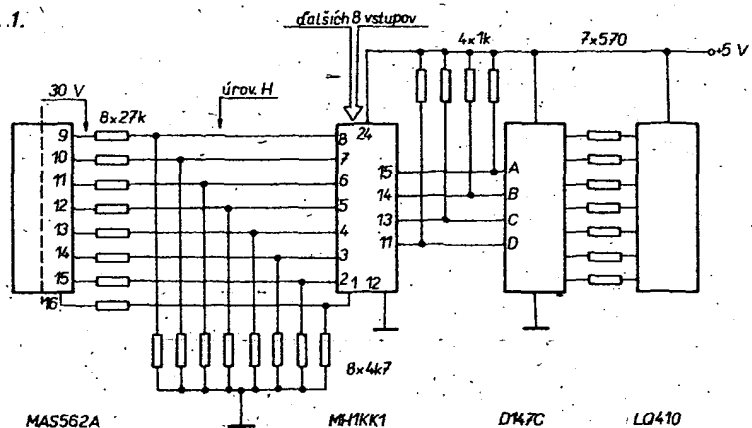 .1.
ďalších 8 vstupov
4×1k
7×570
+5 V
30 V
8×27k
úrov. H
24
9
10
11
12
13
14
15
16
8
7
6
5
4
3
2
1
12
15
14
13
11
A
B
C
D
8×4k7
MAS562A
MH1KK1
D147C
LQ410